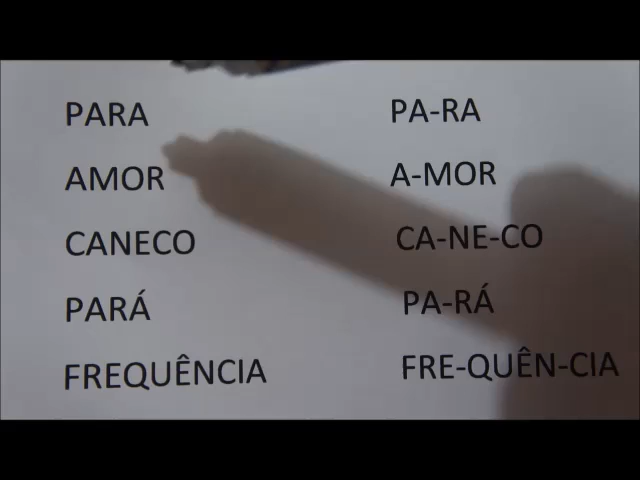 PARA PA-RA
AMOR A-MOR
CANECO CA-NE-CO
PARÁ PA-RÁ
FREQUÊNCIA FRE-QUÊN-CIA